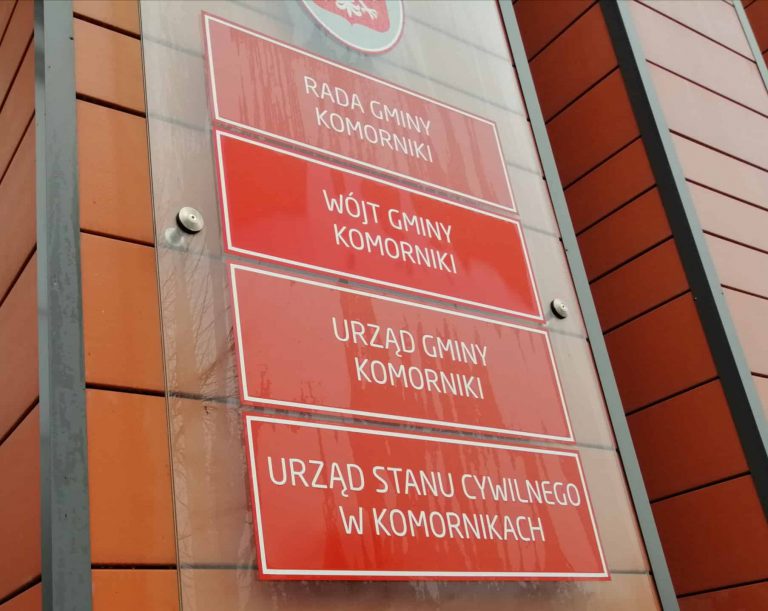 RADA GMINY
KOMORNIKI
WÓJT GMINY
KOMORNIKI
URZĄD GMINY
KOMORNIKI
URZĄD STANU CYWILNEGO
W KOMORNIKACH